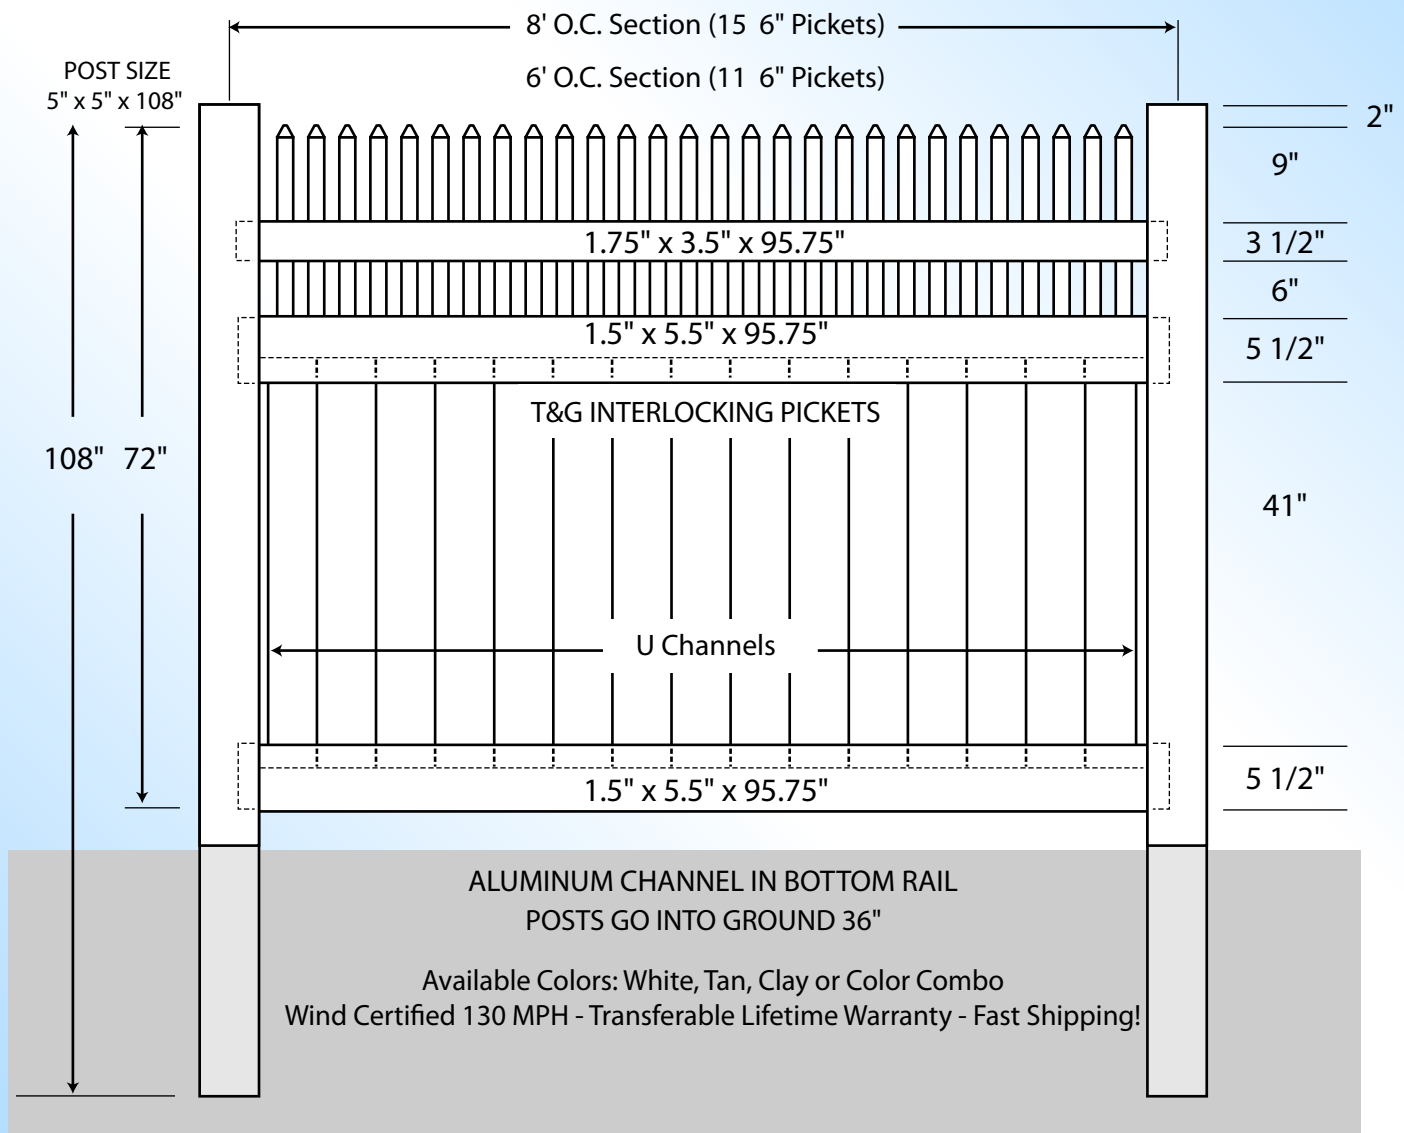 8' O.C. Section (15 6" Pickets)
6' O.C. Section (11 6" Pickets)
POST SIZE
5" x 5" x 108"
2"
9"
1.75" x 3.5" x 95.75"
3 1/2"
6"
1.5" x 5.5" x 95.75"
5 1/2"
T&G INTERLOCKING PICKETS
108" 72"
41"
U Channels
1.5" x 5.5" x 95.75"
5 1/2"
ALUMINUM CHANNEL IN BOTTOM RAIL
POSTS GO INTO GROUND 36"
Available Colors: White, Tan, Clay or Color Combo
Wind Certified 130 MPH - Transferable Lifetime Warranty - Fast Shipping!